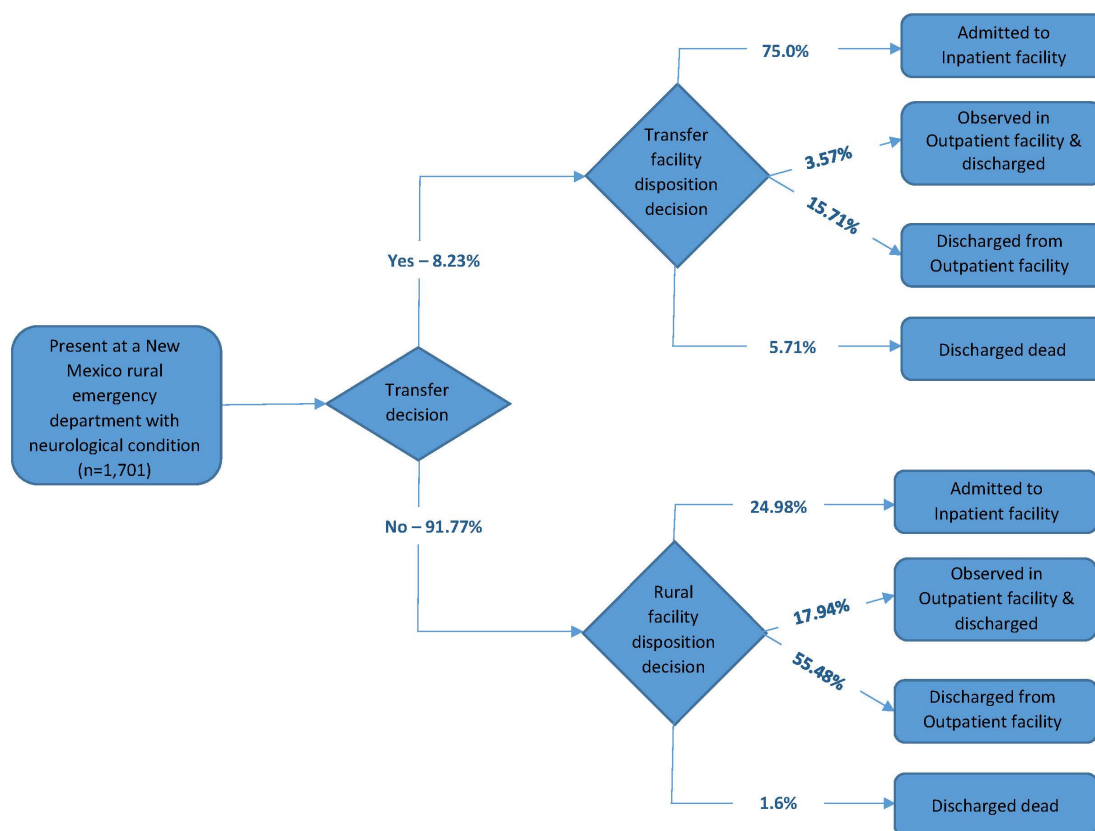 Present at a New
Mexico rural
emergency
department with
neurological condition
(n=1,701)
Transfer
decision
Yes – 8.23%
No – 91.77%
Transfer
facility
disposition
decision
75.0%
3.57%
15.71%
5.71%
Admitted to
Inpatient facility
Observed in
Outpatient facility &
discharged
Discharged from
Outpatient facility
Discharged dead
Rural
facility
disposition
decision
24.98%
17.94%
55.48%
1.6%
Admitted to
Inpatient facility
Observed in
Outpatient facility &
discharged
Discharged from
Outpatient facility
Discharged dead